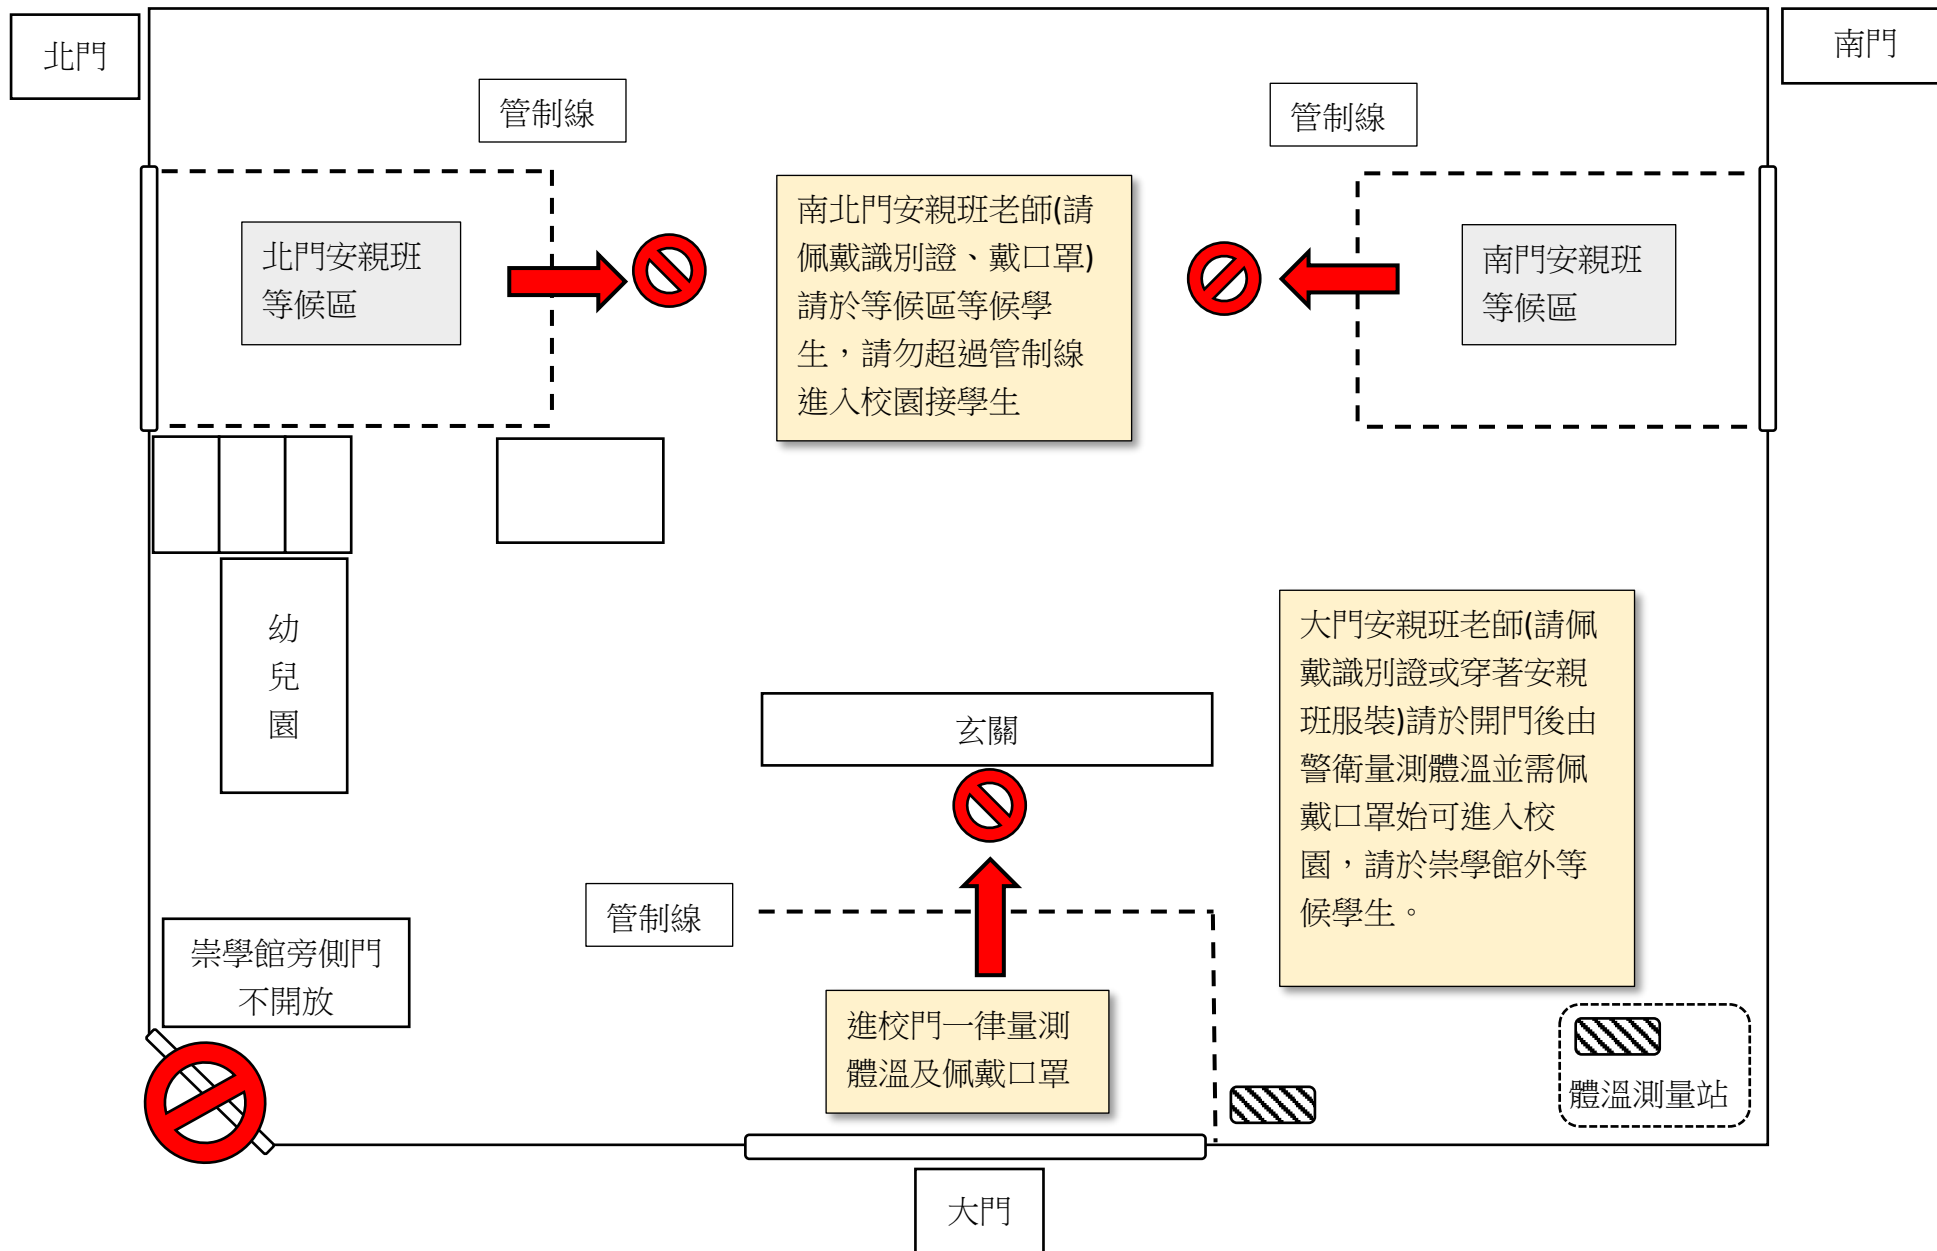 北門
南門
管制線
管制線
北門安親班
等候區
南北門安親班老師(請
佩戴識別證、戴口罩)
請於等候區等候學
生，請勿超過管制線
進入校園接學生
南門安親班
等候區
幼
兒
園
玄關
大門安親班老師(請佩
戴識別證或穿著安親
班服裝)請於開門後由
警衛量測體溫並需佩
戴口罩始可進入校
園，請於崇學館外等
候學生。
管制線
崇學館旁側門
不開放
進校門一律量測
體溫及佩戴口罩
體溫測量站
大門